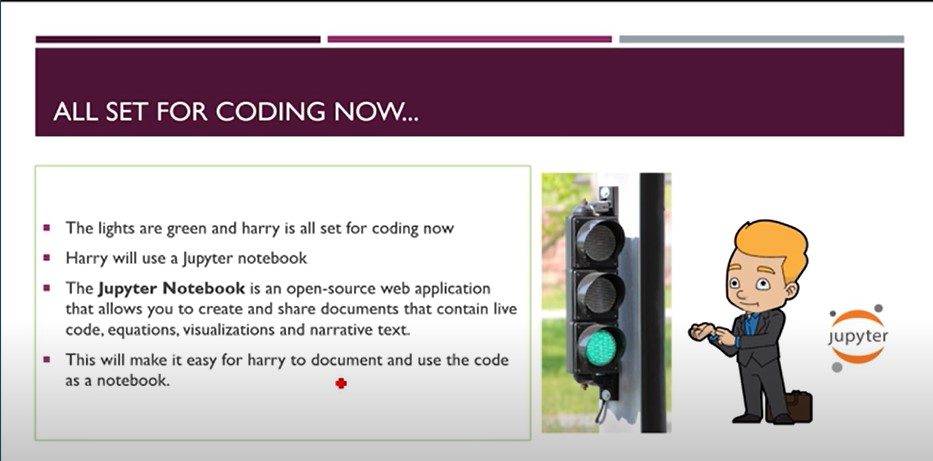 ALL SET FOR CODING NOW...
The lights are green and harry is all set for coding now
Harry will use a Jupyter notebook
The Jupyter Notebook is an open-source web application
that allows you to create and share documents that contain live
code, equations, visualizations and narrative text.
This will make it easy for harry to document and use the code
as a notebook.
jupyter